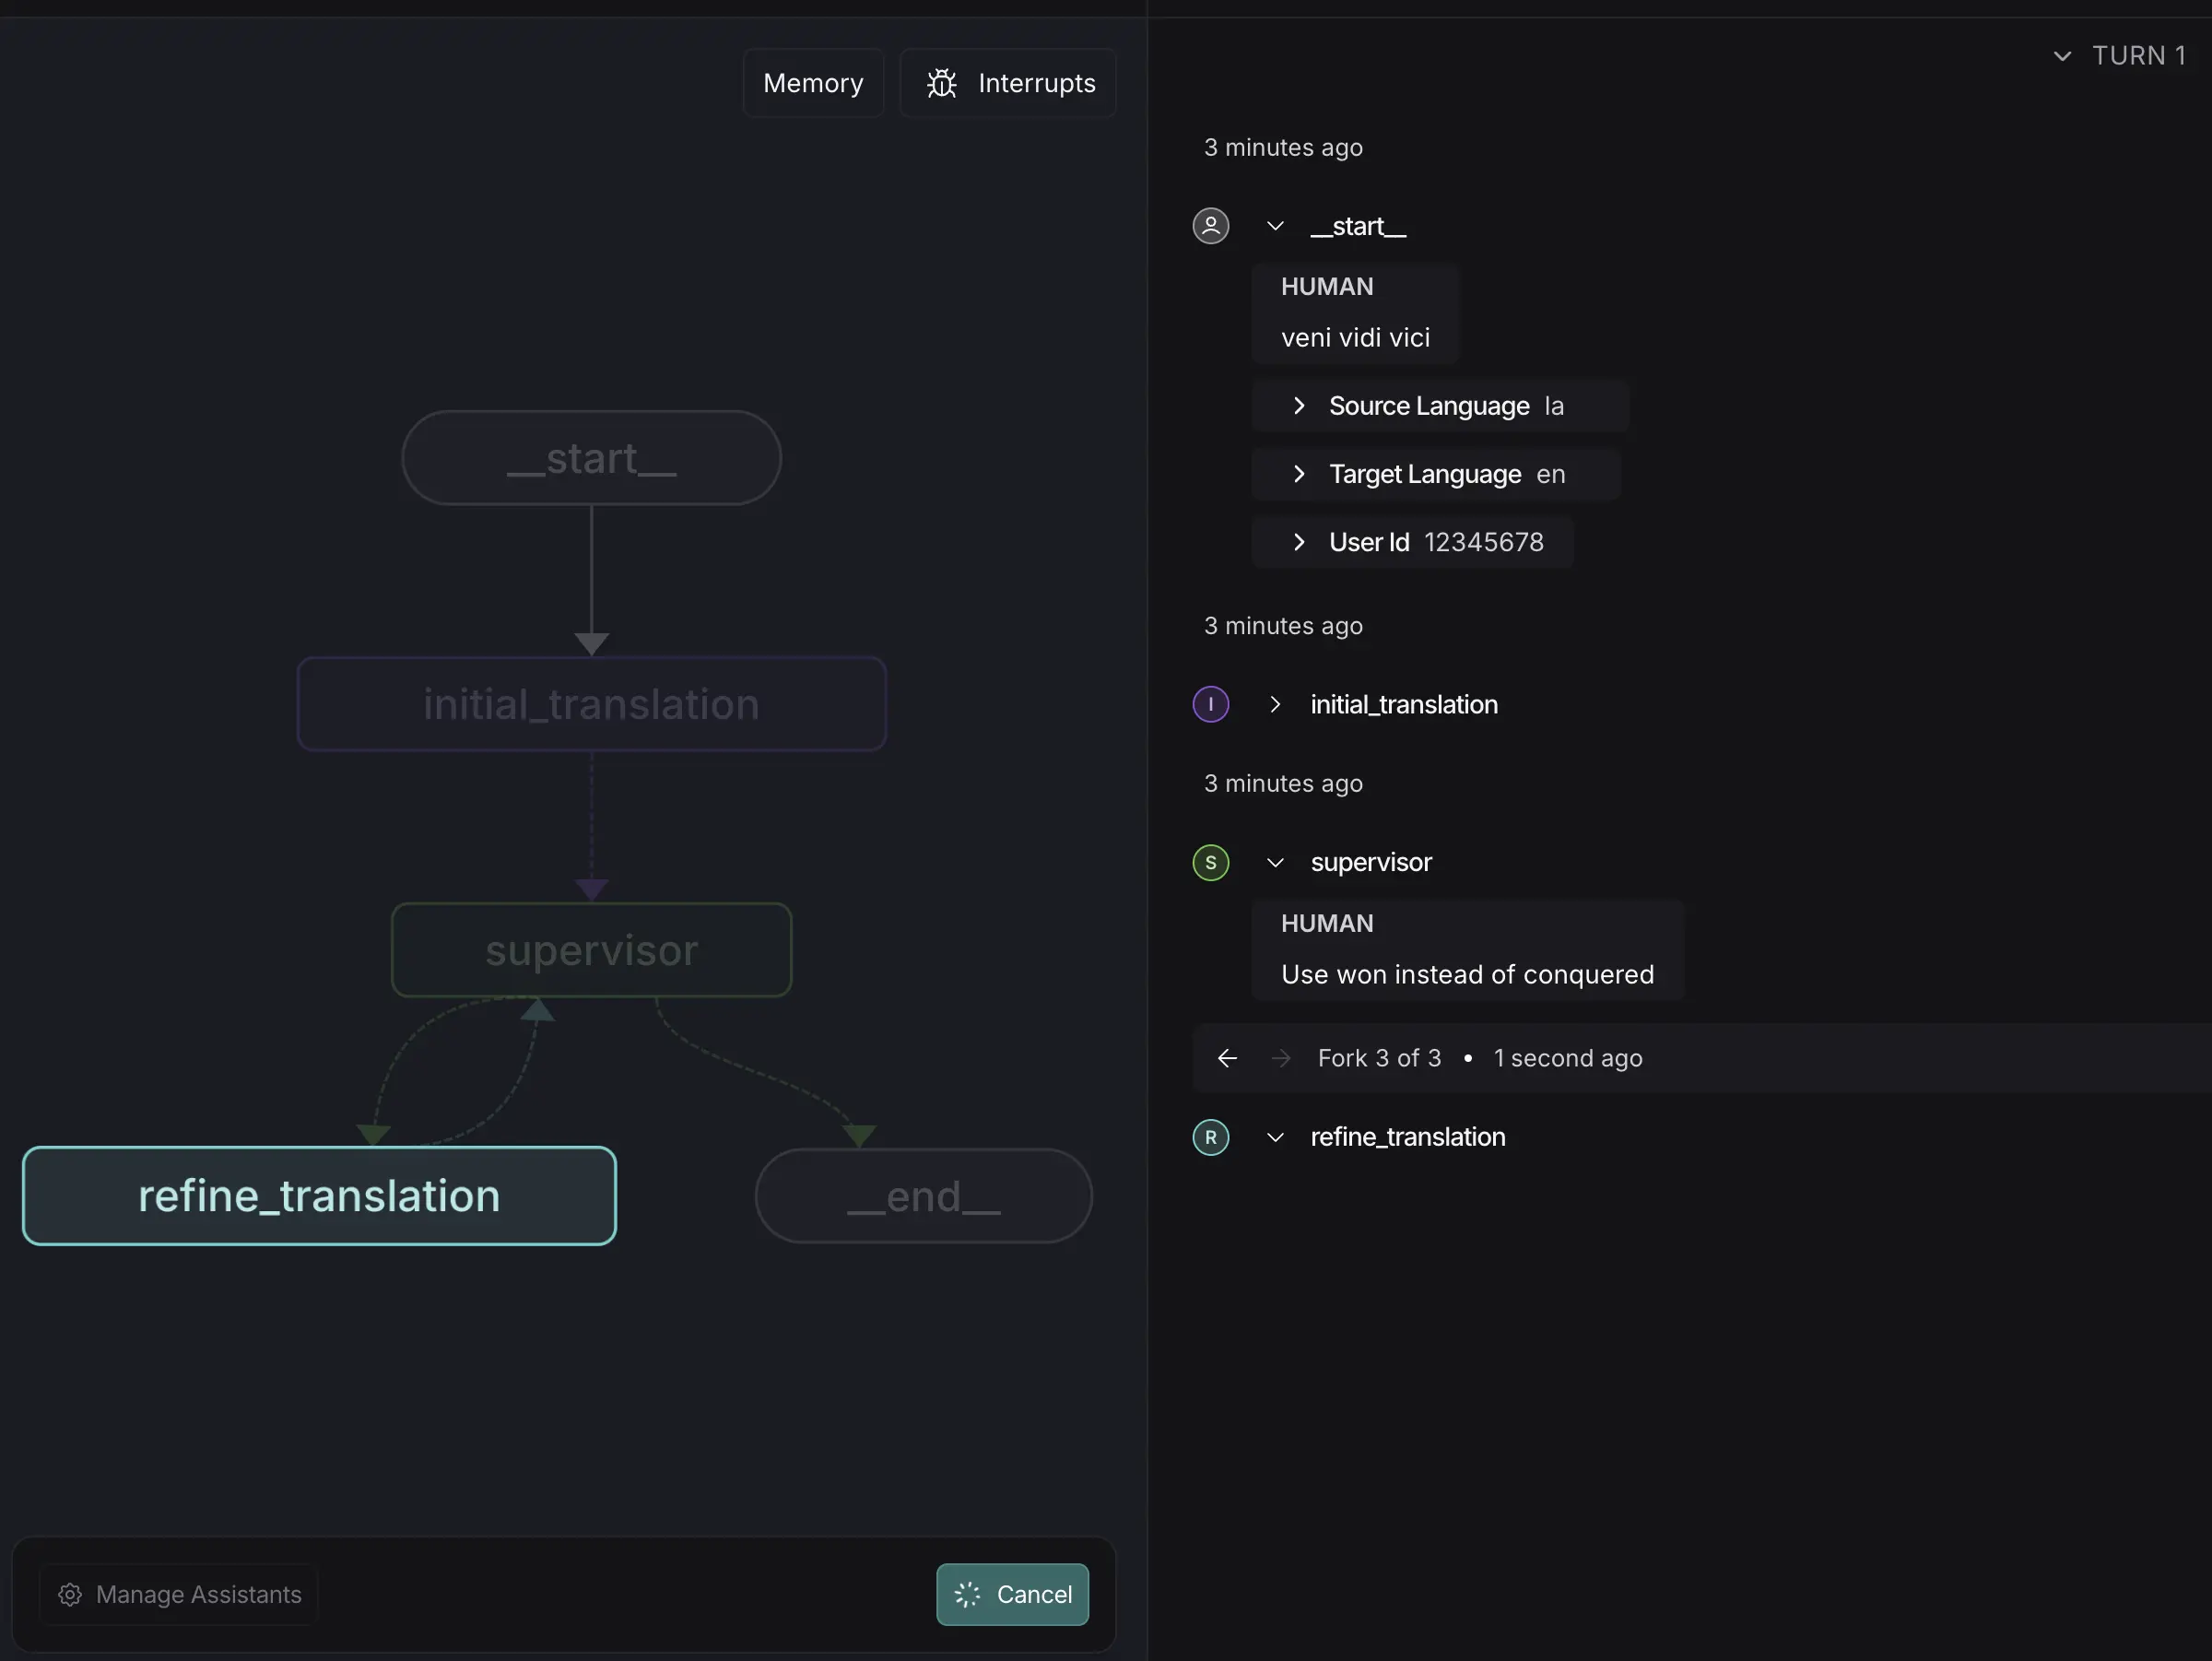 Memory
Interrupts
__start__
initial_translation
supervisor
refine_translation
__end__
Manage Assistants
Cancel
TURN 1
3 minutes ago
__start__
HUMAN
veni vidi vici
Source Language la
Target Language en
User Id 12345678
3 minutes ago
I
initial_translation
3 minutes ago
S
supervisor
HUMAN
Use won instead of conquered
Fork 3 of 3 • 1 second ago
R
refine_translation